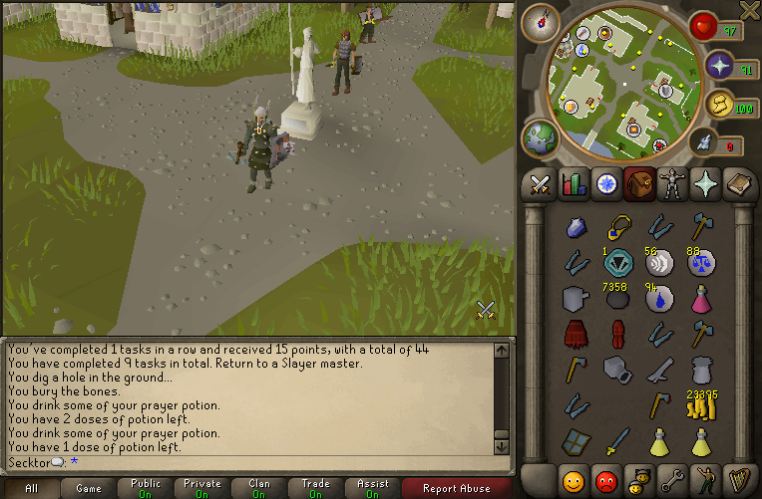 97
91
100
0
1
56
88
7358
94
23395
You've completed 1 tasks in a row and received 15 points, with a total of 44
You have completed 9 tasks in total. Return to a Slayer master.
You dig a hole in the ground...
You bury the bones.
You drink some of your prayer potion.
You have 2 doses of potion left.
You drink some of your prayer potion.
You have 1 dose of potion left.
Secktor: *
All Game Public Private Clan Trade Assist Report Abuse
On On On On On